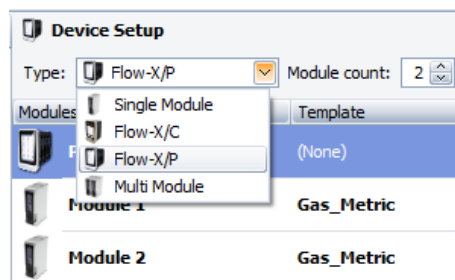 Device Setup
Type: Flow-X/P Module count: 2
Modules Template
Single Module
Flow-X/C
Flow-X/P (None)
Multi Module
Module 1 Gas_Metric
Module 2 Gas_Metric